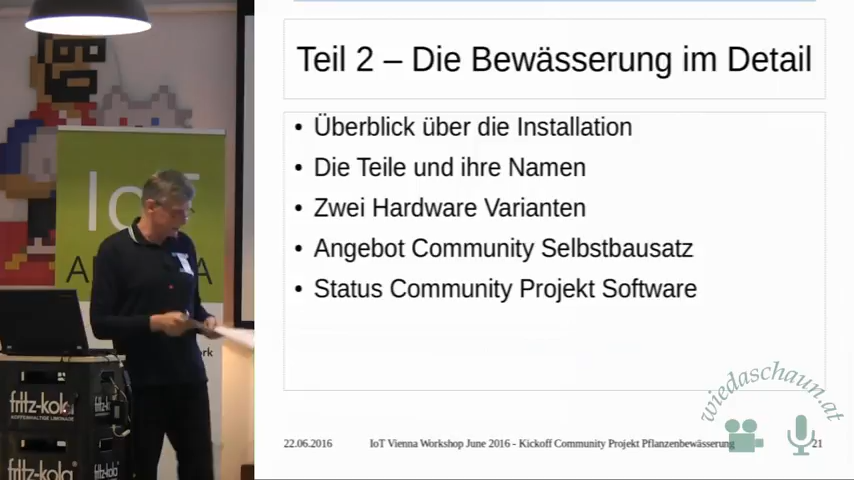 Teil 2 – Die Bewässerung im Detail
• Überblick über die Installation
• Die Teile und ihre Namen
• Zwei Hardware Varianten
• Angebot Community Selbstbausatz
• Status Community Projekt Software
22.06.2016 IoT Vienna Workshop June 2016 - Kickoff Community Projekt Pflanzenbewässerung 21
wiedaschaun.at
IoT
fritz-kola
KOFFEINHALTIGE LIMONADE
fritz-kola